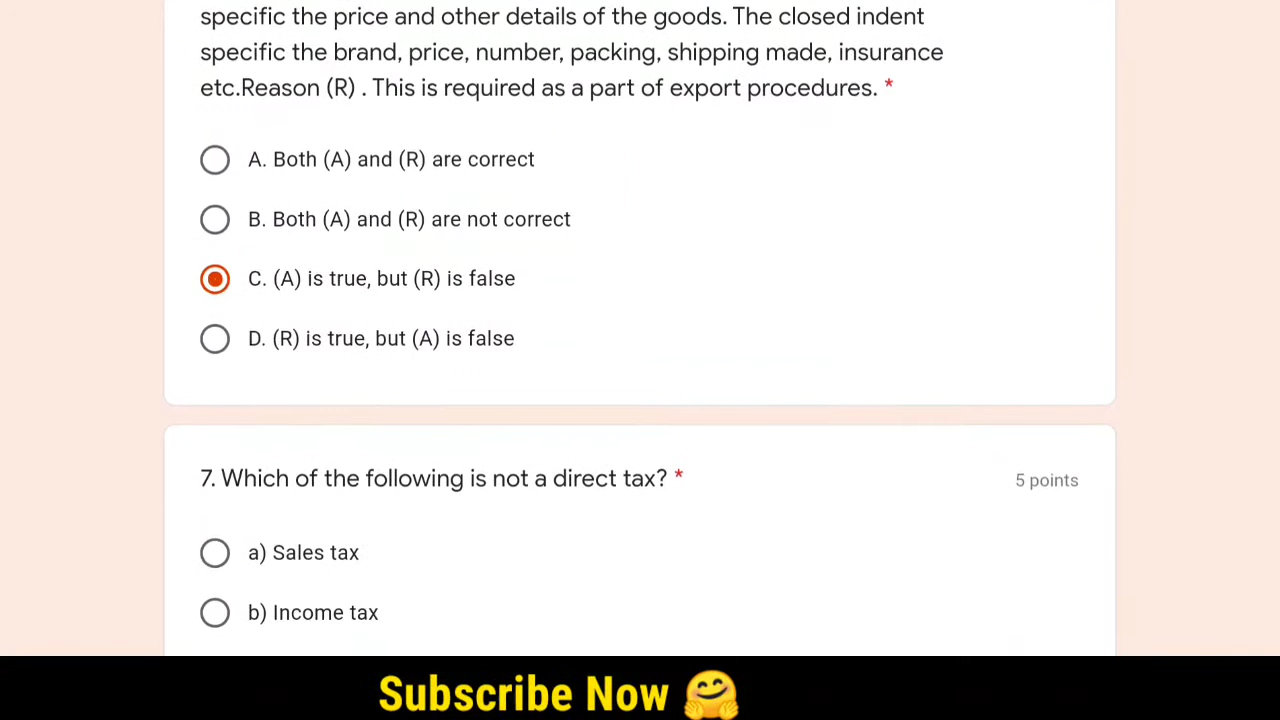 specific the price and other details of the goods. The closed indent
specific the brand, price, number, packing, shipping made, insurance
etc.Reason (R) . This is required as a part of export procedures. *
A. Both (A) and (R) are correct
B. Both (A) and (R) are not correct
C. (A) is true, but (R) is false
D. (R) is true, but (A) is false
7. Which of the following is not a direct tax? *
5 points
a) Sales tax
b) Income tax
Subscribe Now 🤗